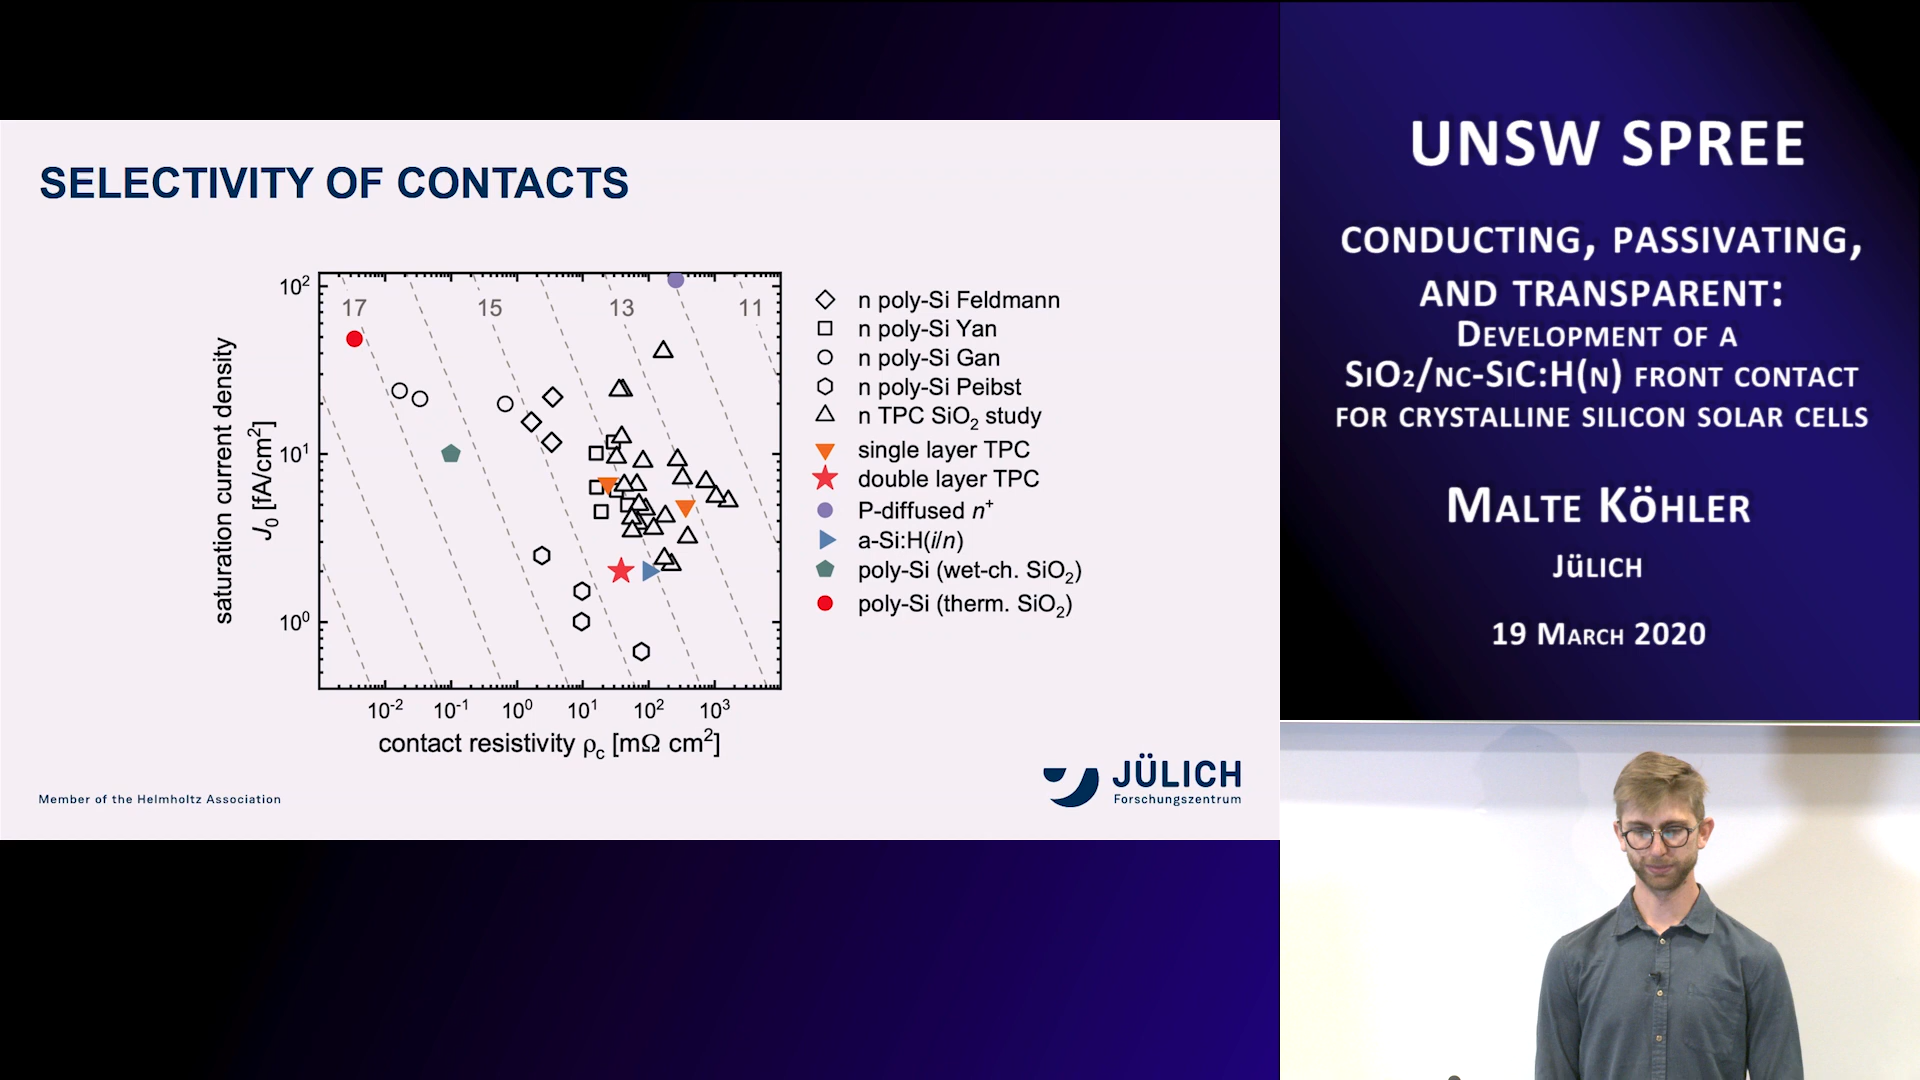 SELECTIVITY OF CONTACTS
saturation current density
J₀ [fA/cm²]
10²
10¹
10⁰
17 15 13 11
10⁻² 10⁻¹ 10⁰ 10¹ 10² 10³
contact resistivity ρc [mΩ cm²]
n poly-Si Feldmann
n poly-Si Yan
n poly-Si Gan
n poly-Si Peibst
n TPC SiO₂ study
single layer TPC
double layer TPC
P-diffused n⁺
a-Si:H(i/n)
poly-Si (wet-ch. SiO₂)
poly-Si (therm. SiO₂)
Member of the Helmholtz Association
JÜLICH
Forschungszentrum
UNSW SPREE
CONDUCTING, PASSIVATING,
AND TRANSPARENT:
DEVELOPMENT OF A
SIO2/NC-SIC:H(N) FRONT CONTACT
FOR CRYSTALLINE SILICON SOLAR CELLS
MALTE KÖHLER
JÜLICH
19 MARCH 2020